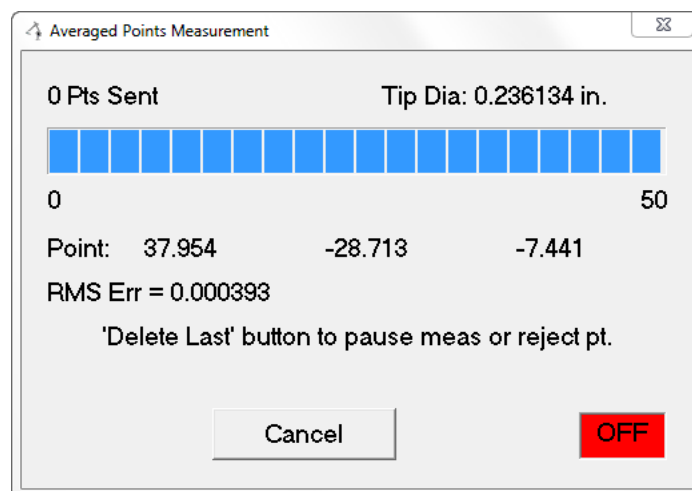 Averaged Points Measurement
0 Pts Sent Tip Dia: 0.236134 in.
0 50
Point: 37.954 -28.713 -7.441
RMS Err = 0.000393
'Delete Last' button to pause meas or reject pt.
Cancel OFF